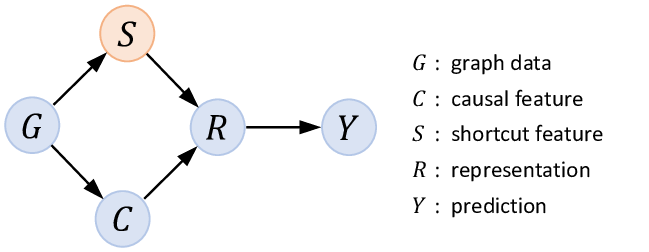 S
G
R
Y
C
G : graph data
C : causal feature
S : shortcut feature
R : representation
Y : prediction